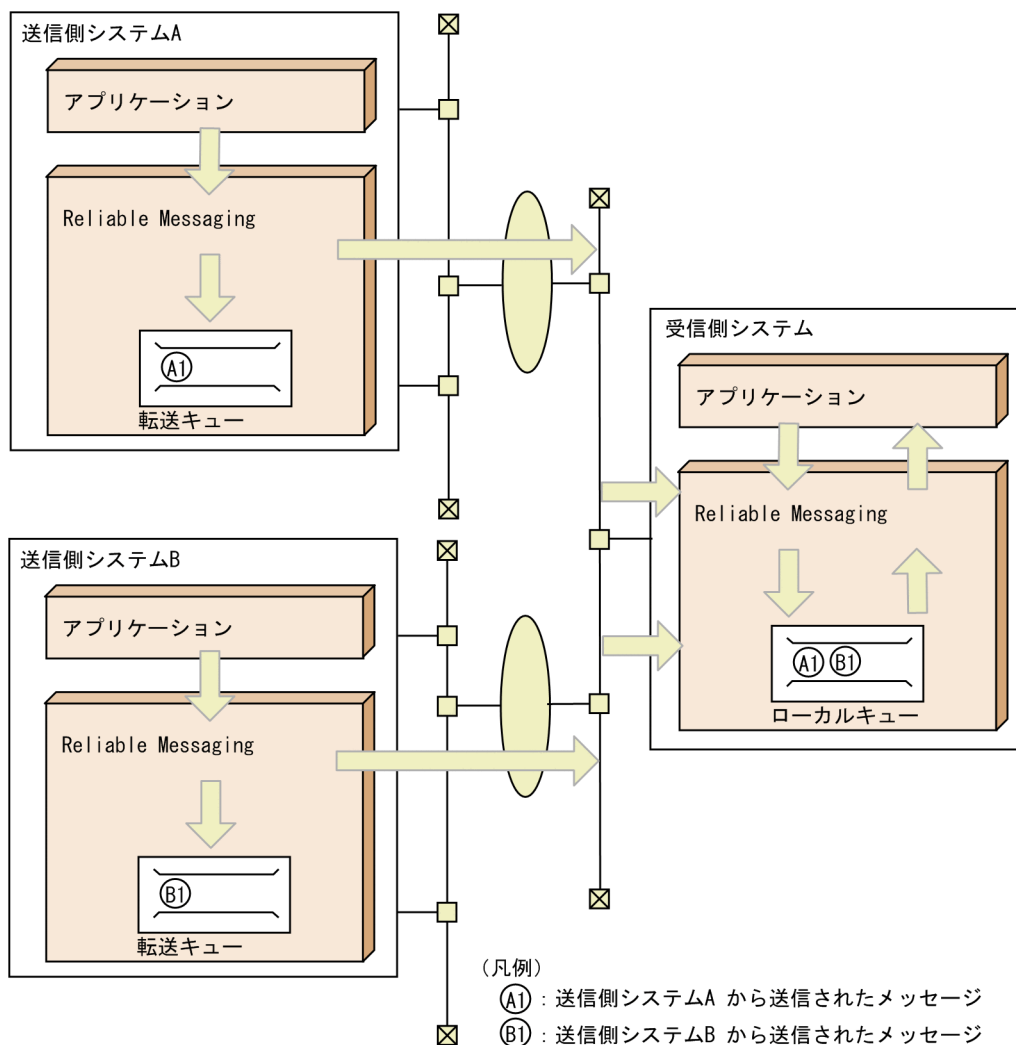 送信側システムA
アプリケーション
Reliable Messaging
A1
転送キュー
送信側システムB
アプリケーション
Reliable Messaging
B1
転送キュー
受信側システム
アプリケーション
Reliable Messaging
A1 B1
ローカルキュー
(凡例)
A1 : 送信側システムA から送信されたメッセージ
B1 : 送信側システムB から送信されたメッセージ